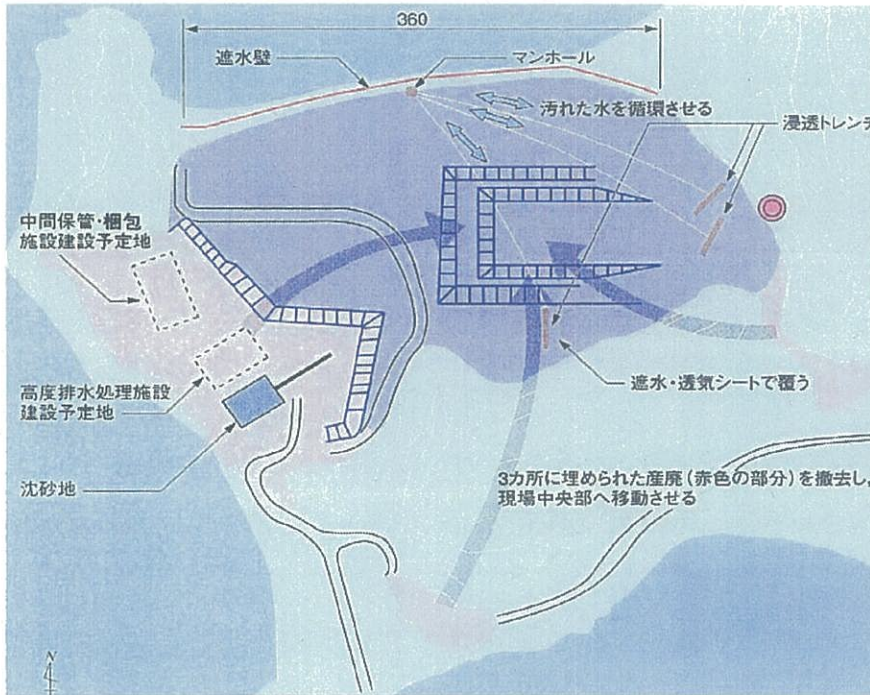 360
遮水壁
マンホール
汚れた水を循環させる
浸透トレンチ
中間保管・梱包
施設建設予定地
遮水・透気シートで覆う
高度排水処理施設
建設予定地
沈砂地
3カ所に埋められた産廃(赤色の部分)を撤去し、
現場中央部へ移動させる
N